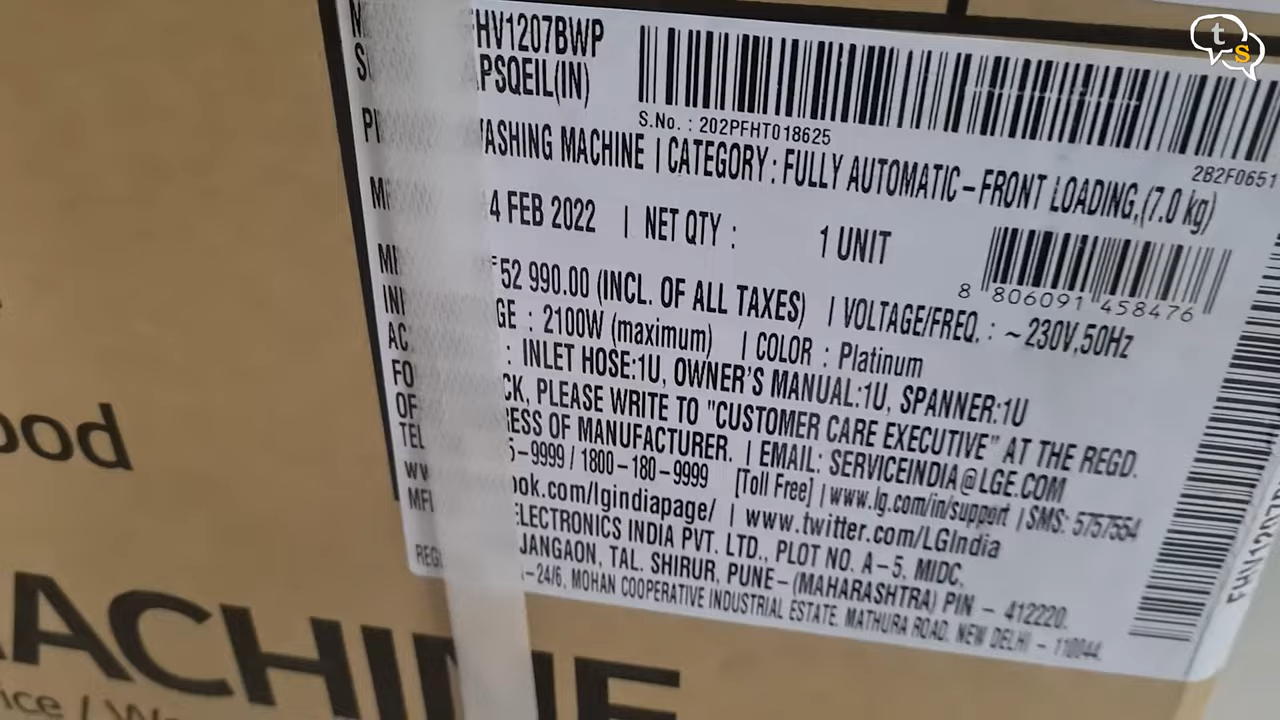 ts
HV1207BWP
PSQEIL(IN)
S.No. : 202PFHT018625
2B2F0651
WASHING MACHINE | CATEGORY : FULLY AUTOMATIC – FRONT LOADING,(7.0 kg)
4 FEB 2022 | NET QTY : 1 UNIT
8 806091 458476
52 990.00 (INCL. OF ALL TAXES) | VOLTAGE/FREQ. : ~ 230V,50Hz
GE : 2100W (maximum) | COLOR : Platinum
: INLET HOSE:1U, OWNER'S MANUAL:1U, SPANNER:1U
CK, PLEASE WRITE TO "CUSTOMER CARE EXECUTIVE" AT THE REGD.
ESS OF MANUFACTURER. | EMAIL: SERVICEINDIA@LGE.COM
5-9999 / 1800-180-9999 [Toll Free] | www.lg.com/in/support | SMS: 5757554
ok.com/lgindiapage/ | www.twitter.com/LGIndia
ELECTRONICS INDIA PVT. LTD., PLOT NO. A-5, MIDC,
JANGAON, TAL. SHIRUR, PUNE-(MAHARASHTRA) PIN - 412220.
-24/6, MOHAN COOPERATIVE INDUSTRIAL ESTATE, MATHURA ROAD, NEW DELHI - 110044.
ood
ACHINE
ice /